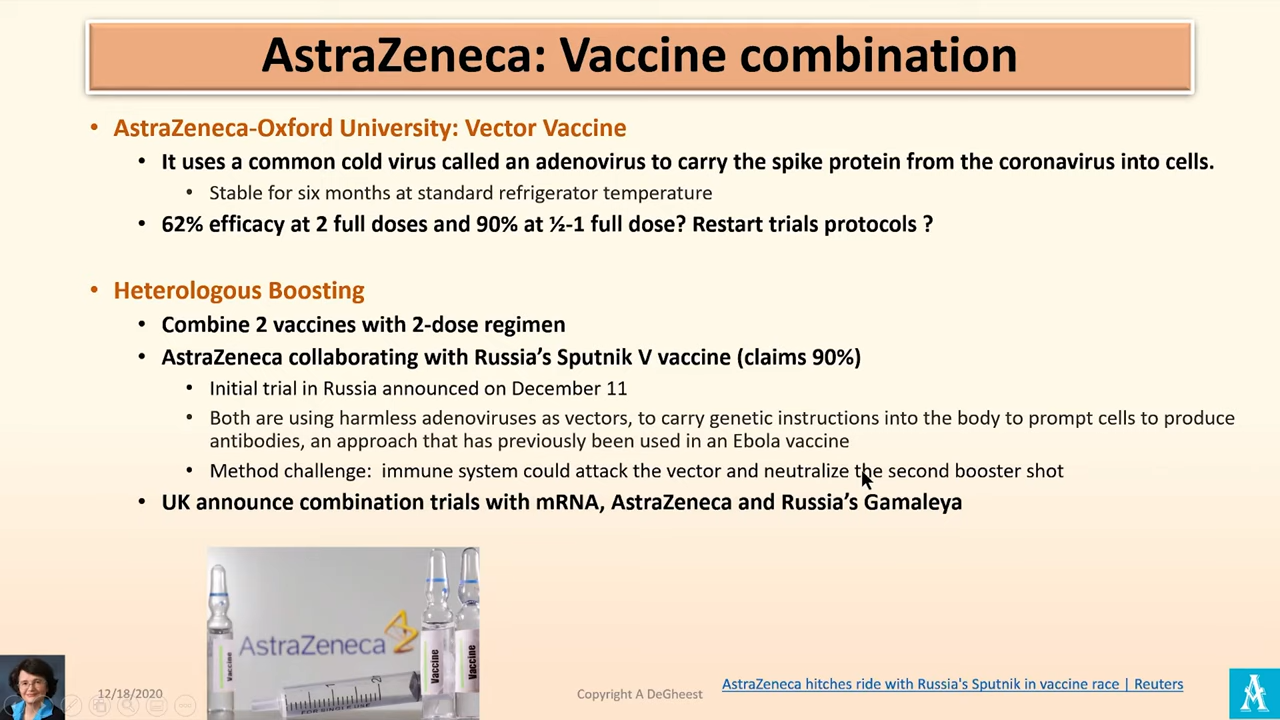 AstraZeneca: Vaccine combination
• AstraZeneca-Oxford University: Vector Vaccine
• It uses a common cold virus called an adenovirus to carry the spike protein from the coronavirus into cells.
• Stable for six months at standard refrigerator temperature
• 62% efficacy at 2 full doses and 90% at ½-1 full dose? Restart trials protocols ?
• Heterologous Boosting
• Combine 2 vaccines with 2-dose regimen
• AstraZeneca collaborating with Russia’s Sputnik V vaccine (claims 90%)
• Initial trial in Russia announced on December 11
• Both are using harmless adenoviruses as vectors, to carry genetic instructions into the body to prompt cells to produce
antibodies, an approach that has previously been used in an Ebola vaccine
• Method challenge: immune system could attack the vector and neutralize the second booster shot
• UK announce combination trials with mRNA, AstraZeneca and Russia’s Gamaleya
AstraZeneca
Vaccine
Vaccine
Vaccine
1
2
FOR SINGLE USE
12/18/2020
Copyright A DeGheest
AstraZeneca hitches ride with Russia's Sputnik in vaccine race | Reuters
A